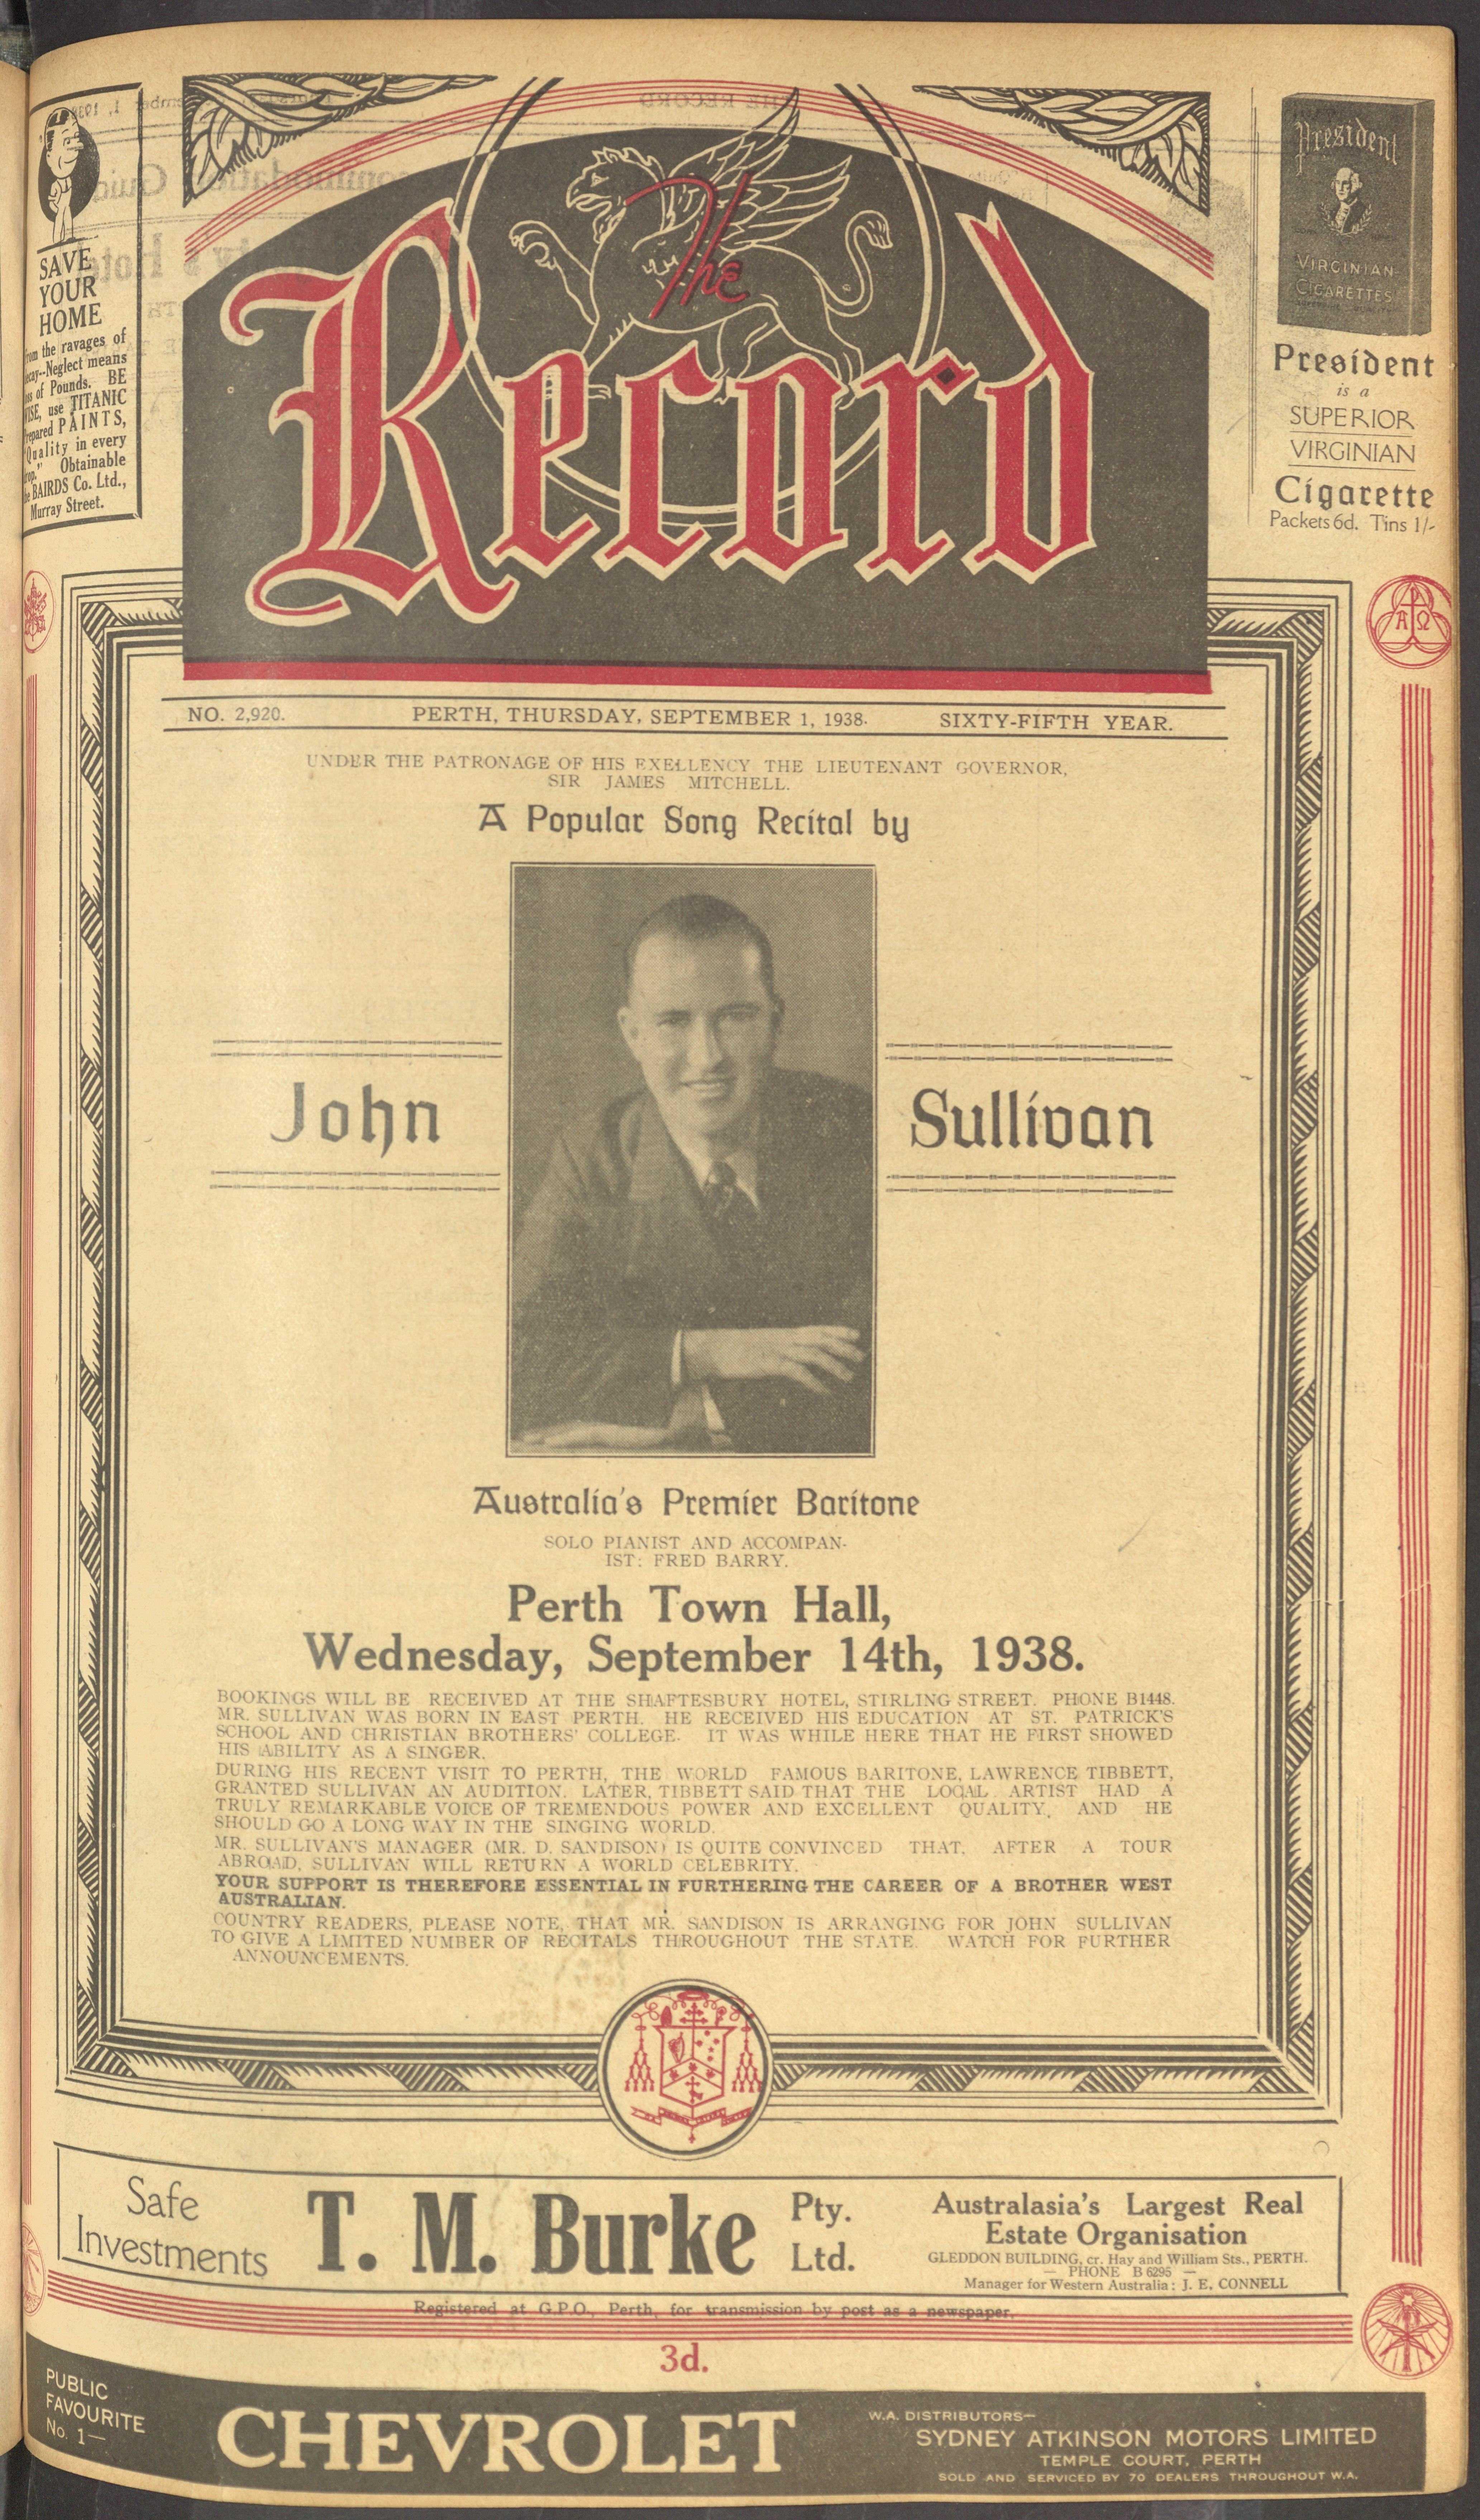 SAVE
YOUR
HOME
the ravages of
Neglect means
of Pounds. BE
use TITANIC
PAINTS,
Quality in every
Obtainable
BAIRDS Co. Ltd.,
Murray Street.
The
Record
President
VIRGINIAN
CIGARETTES
President
is a
SUPERIOR
VIRGINIAN
Cigarette
Packets 6d. Tins 1/-
NO. 2,920. PERTH, THURSDAY, SEPTEMBER 1, 1938. SIXTY-FIFTH YEAR.
UNDER THE PATRONAGE OF HIS EXELLENCY THE LIEUTENANT GOVERNOR,
SIR JAMES MITCHELL.
A Popular Song Recital by
John Sullivan
Australia's Premier Baritone
SOLO PIANIST AND ACCOMPAN-
IST: FRED BARRY.
Perth Town Hall,
Wednesday, September 14th, 1938.
BOOKINGS WILL BE RECEIVED AT THE SHAFTESBURY HOTEL, STIRLING STREET. PHONE B1448.
MR. SULLIVAN WAS BORN IN EAST PERTH. HE RECEIVED HIS EDUCATION AT ST. PATRICK'S
SCHOOL AND CHRISTIAN BROTHERS' COLLEGE. IT WAS WHILE HERE THAT HE FIRST SHOWED
HIS ABILITY AS A SINGER.
DURING HIS RECENT VISIT TO PERTH, THE WORLD FAMOUS BARITONE, LAWRENCE TIBBETT,
GRANTED SULLIVAN AN AUDITION. LATER, TIBBETT SAID THAT THE LOCAL ARTIST HAD A
TRULY REMARKABLE VOICE OF TREMENDOUS POWER AND EXCELLENT QUALITY, AND HE
SHOULD GO A LONG WAY IN THE SINGING WORLD.
MR. SULLIVAN'S MANAGER (MR. D. SANDISON) IS QUITE CONVINCED THAT, AFTER A TOUR
ABROAD, SULLIVAN WILL RETURN A WORLD CELEBRITY.
YOUR SUPPORT IS THEREFORE ESSENTIAL IN FURTHERING THE CAREER OF A BROTHER WEST
AUSTRALIAN.
COUNTRY READERS, PLEASE NOTE, THAT MR. SANDISON IS ARRANGING FOR JOHN SULLIVAN
TO GIVE A LIMITED NUMBER OF RECITALS THROUGHOUT THE STATE. WATCH FOR FURTHER
ANNOUNCEMENTS.
Safe
Investments
T. M. Burke
Pty.
Ltd.
Australasia's Largest Real
Estate Organisation
GLEDDON BUILDING, cr. Hay and William Sts., PERTH.
— PHONE B 6295 —
Manager for Western Australia: J. E. CONNELL
Registered at G.P.O., Perth, for transmission by post as a newspaper.
3d.
PUBLIC
FAVOURITE
No. 1—
CHEVROLET
W.A. DISTRIBUTORS—
SYDNEY ATKINSON MOTORS LIMITED
TEMPLE COURT, PERTH
SOLD AND SERVICED BY 70 DEALERS THROUGHOUT W.A.